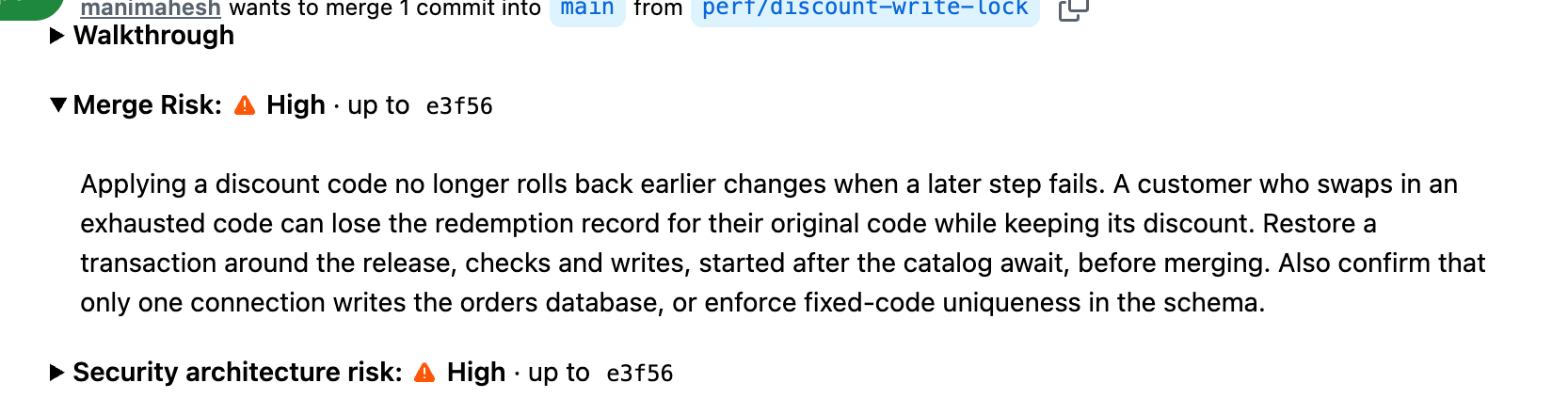 manimahesh wants to merge 1 commit into main from perf/discount-write-lock
Walkthrough
Merge Risk: High · up to e3f56
Applying a discount code no longer rolls back earlier changes when a later step fails. A customer who swaps in an
exhausted code can lose the redemption record for their original code while keeping its discount. Restore a
transaction around the release, checks and writes, started after the catalog await, before merging. Also confirm that
only one connection writes the orders database, or enforce fixed-code uniqueness in the schema.
Security architecture risk: High · up to e3f56